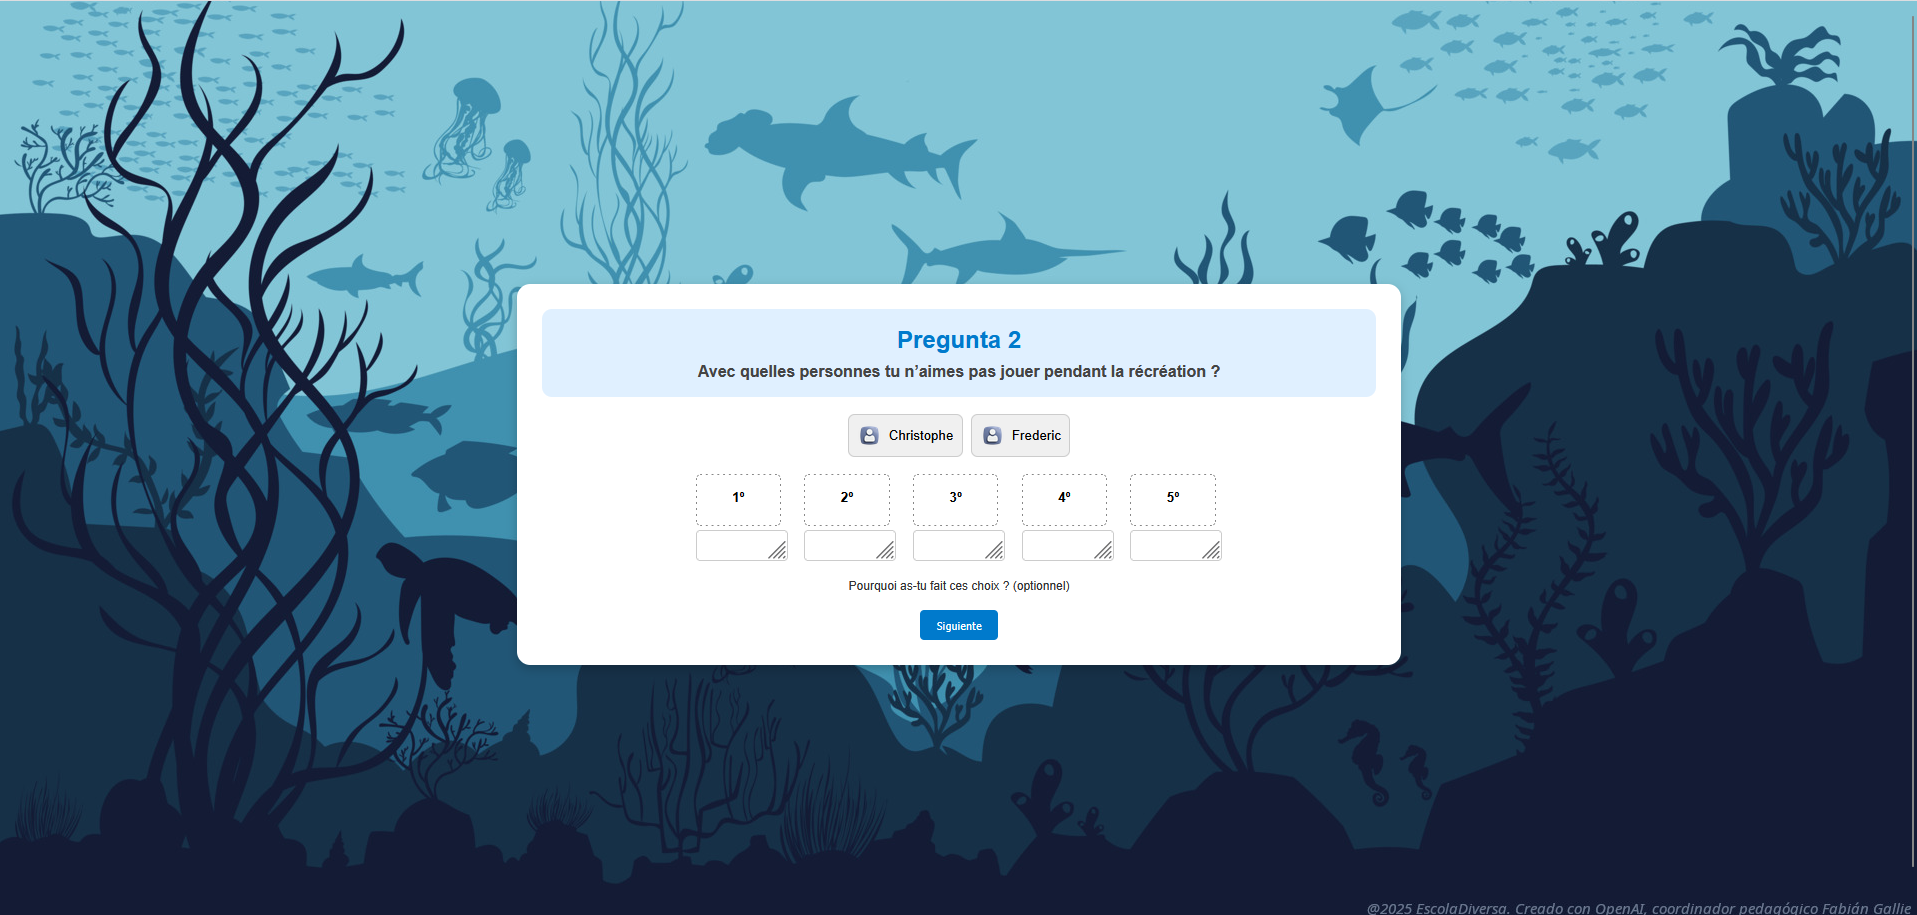 Pregunta 2
Avec quelles personnes tu n’aimes pas jouer pendant la récréation ?
Christophe Frederic
1º 2º 3º 4º 5º
Pourquoi as-tu fait ces choix ? (optionnel)
Siguiente
@2025 EscolaDiversa. Creado con OpenAI, coordinador pedagógico Fabián Gallie